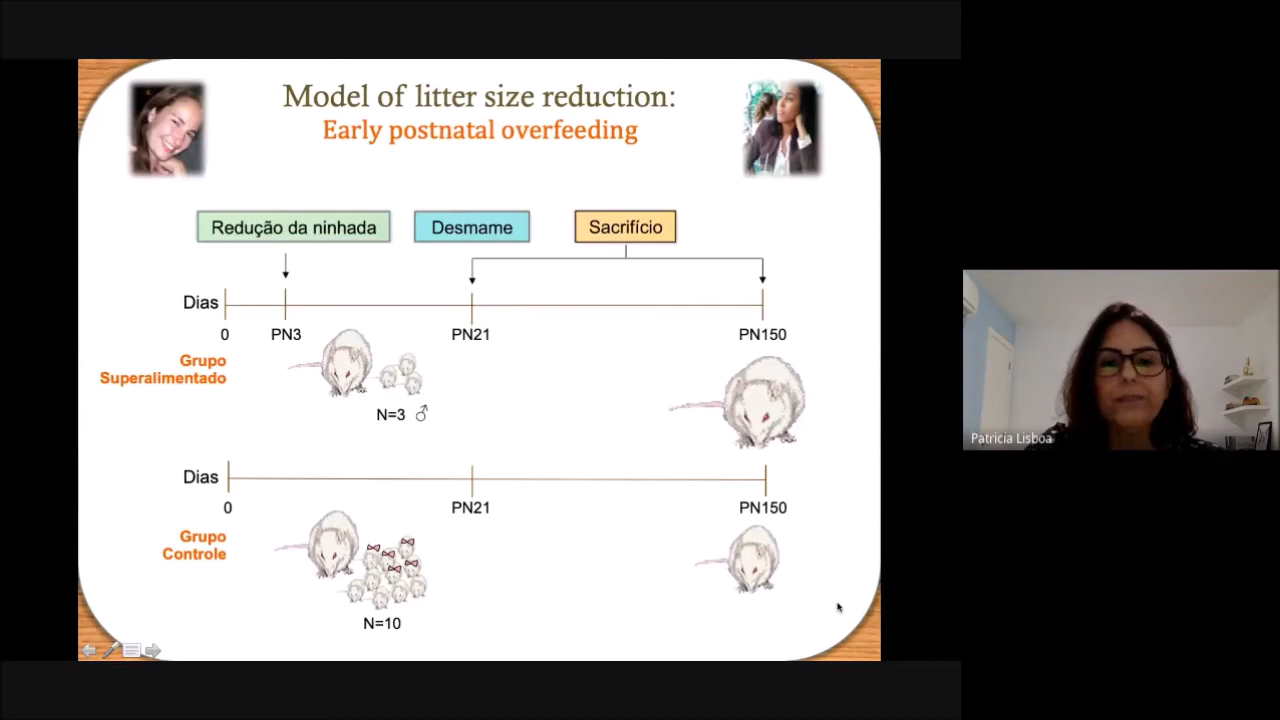 Model of litter size reduction:
Early postnatal overfeeding
Redução da ninhada
Desmame
Sacrifício
Dias
0
PN3
PN21
PN150
Grupo
Superalimentado
N=3 ♂
Dias
0
PN21
PN150
Grupo
Controle
N=10
Patricia Lisboa